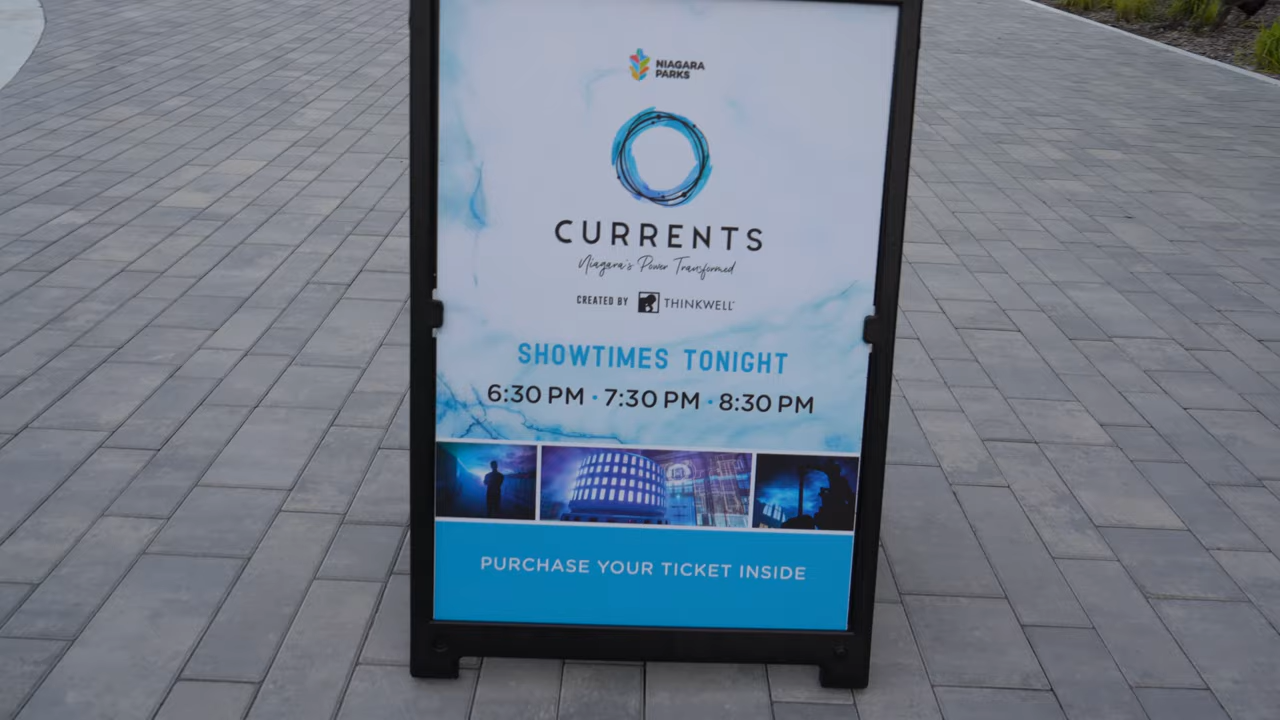 NIAGARA
PARKS
CURRENTS
Niagara's Power Transformed
CREATED BY THINKWELL
SHOWTIMES TONIGHT
6:30 PM • 7:30 PM • 8:30 PM
PURCHASE YOUR TICKET INSIDE